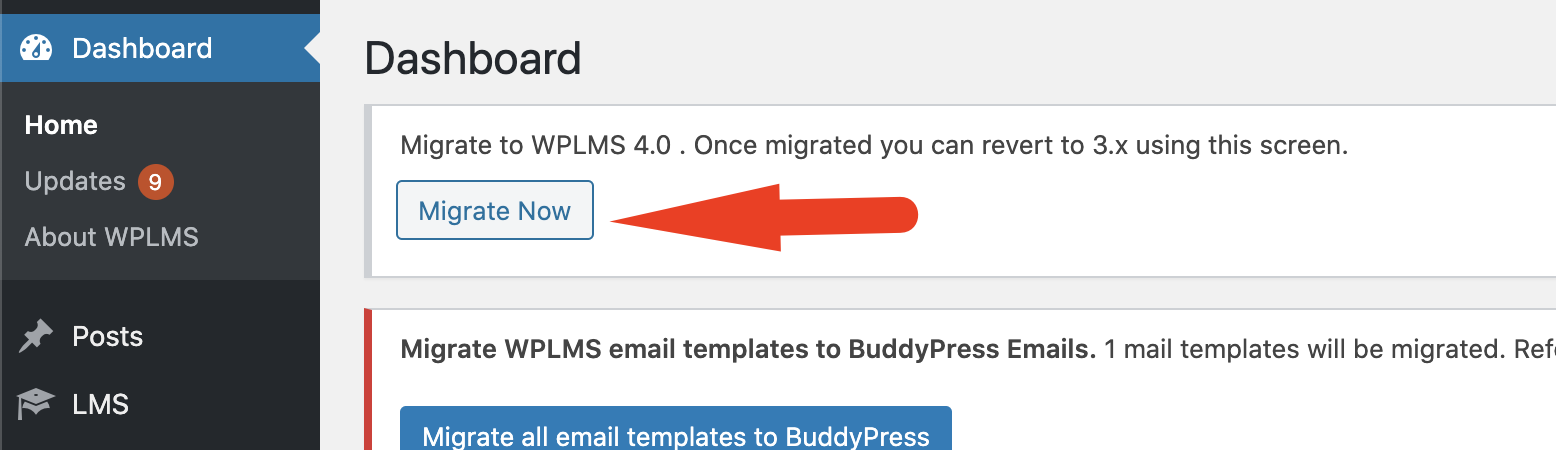 Dashboard
Home
Updates 9
About WPLMS
Posts
LMS
Dashboard
Migrate to WPLMS 4.0 . Once migrated you can revert to 3.x using this screen.
Migrate Now
Migrate WPLMS email templates to BuddyPress Emails. 1 mail templates will be migrated.
Migrate all email templates to BuddyPress